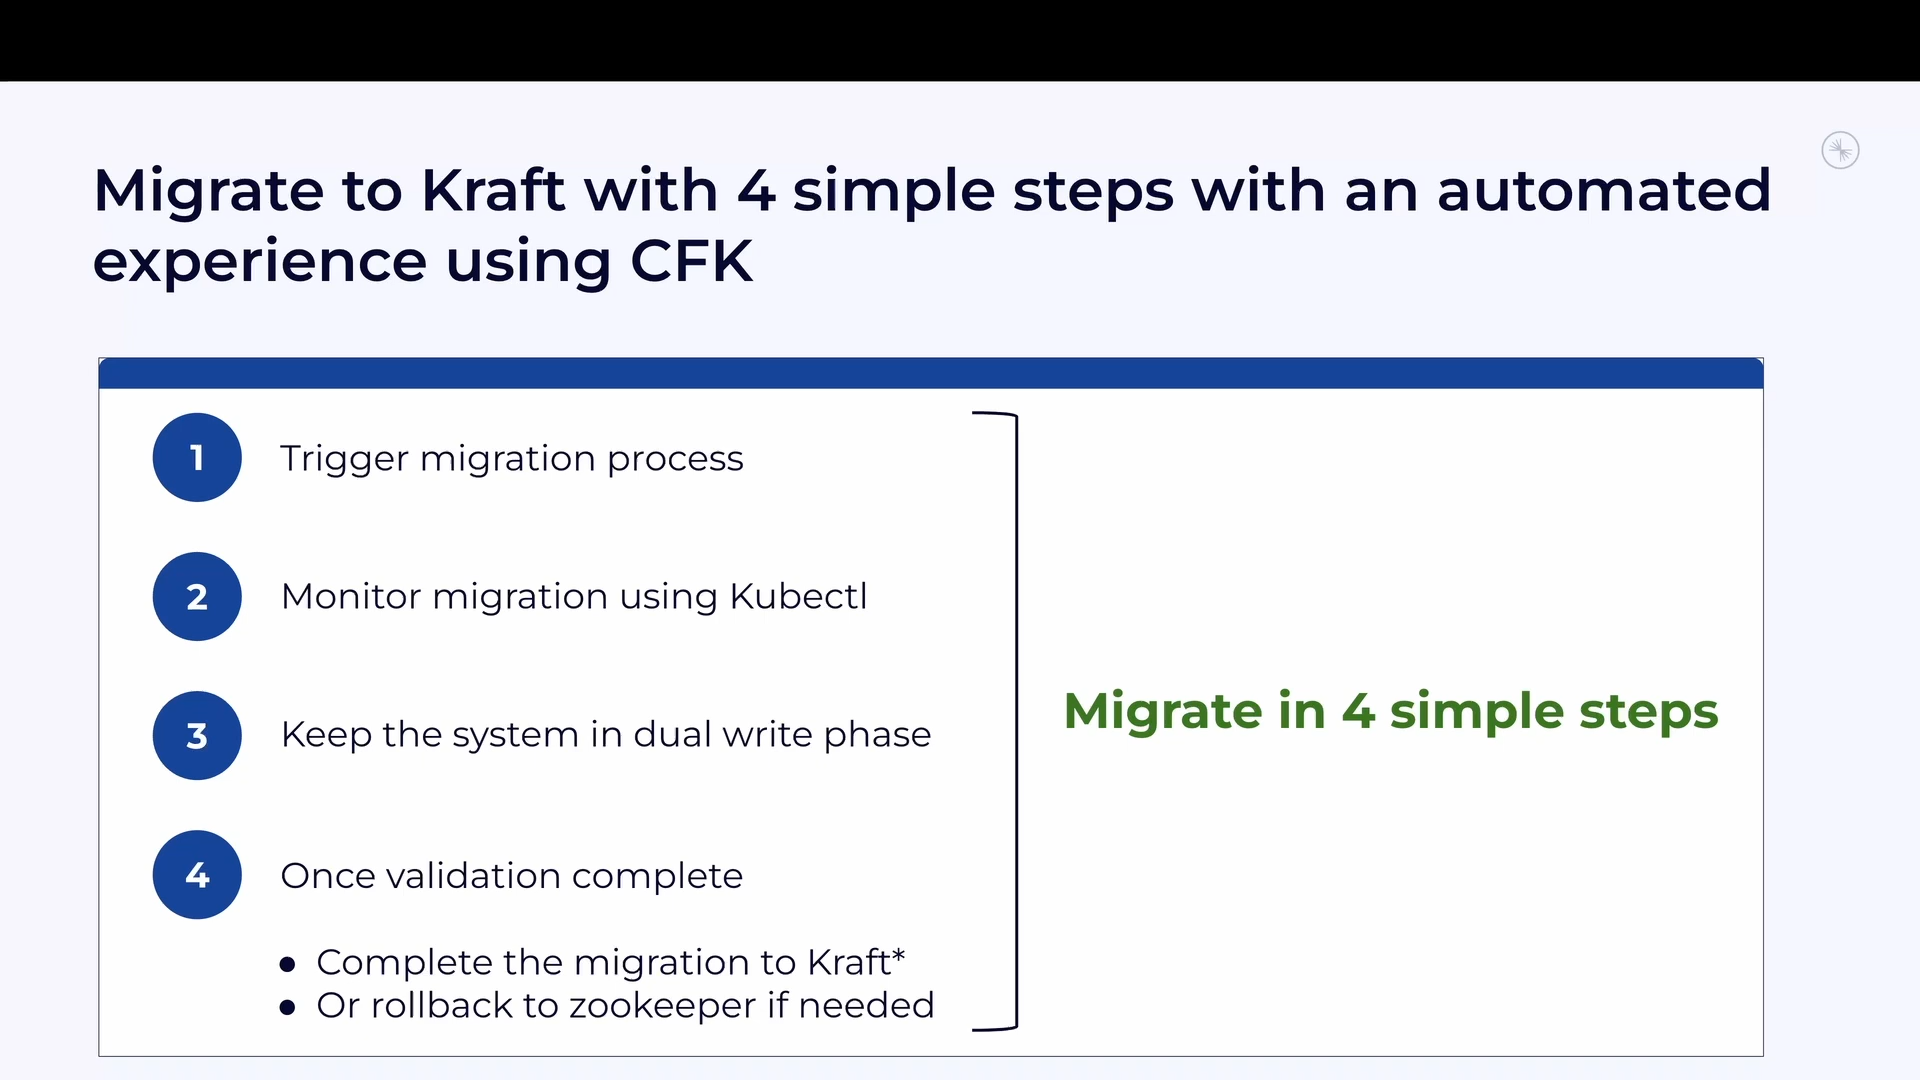 Migrate to Kraft with 4 simple steps with an automated
experience using CFK
1 Trigger migration process
2 Monitor migration using Kubectl
3 Keep the system in dual write phase
4 Once validation complete
● Complete the migration to Kraft*
● Or rollback to zookeeper if needed
Migrate in 4 simple steps